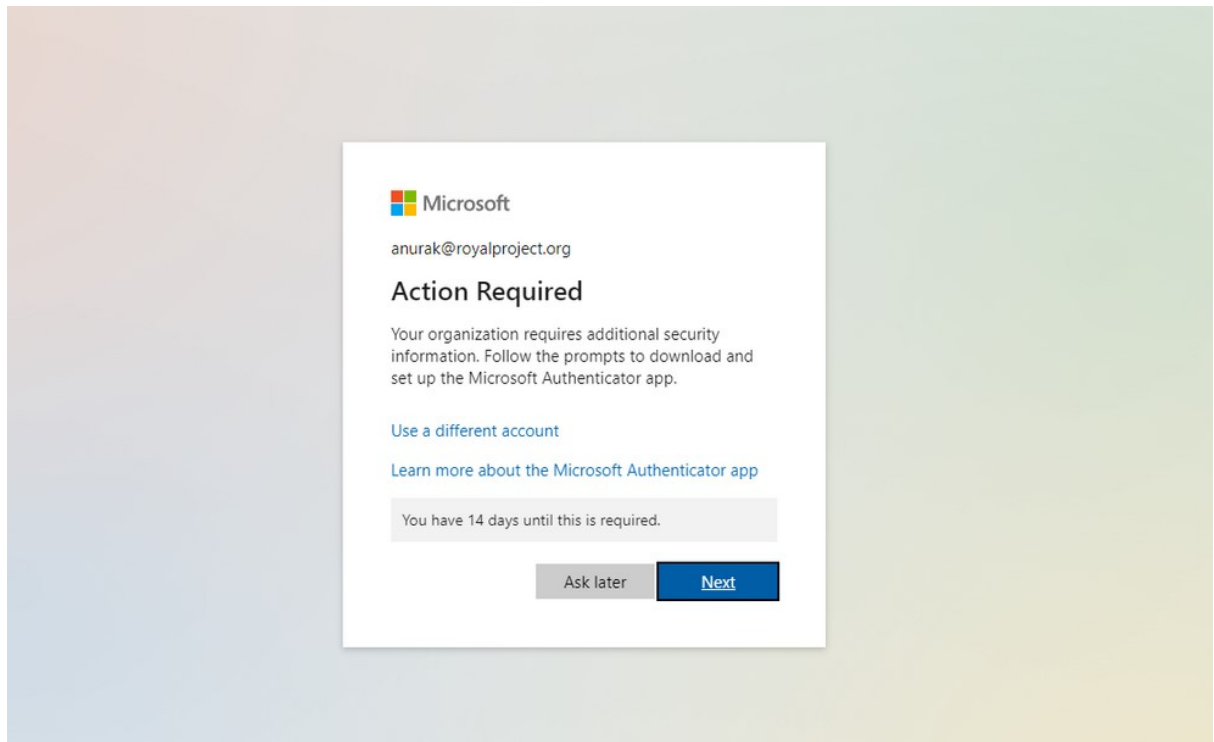 Microsoft
anurak@royalproject.org
Action Required
Your organization requires additional security
information. Follow the prompts to download and
set up the Microsoft Authenticator app.
Use a different account
Learn more about the Microsoft Authenticator app
You have 14 days until this is required.
Ask later
Next